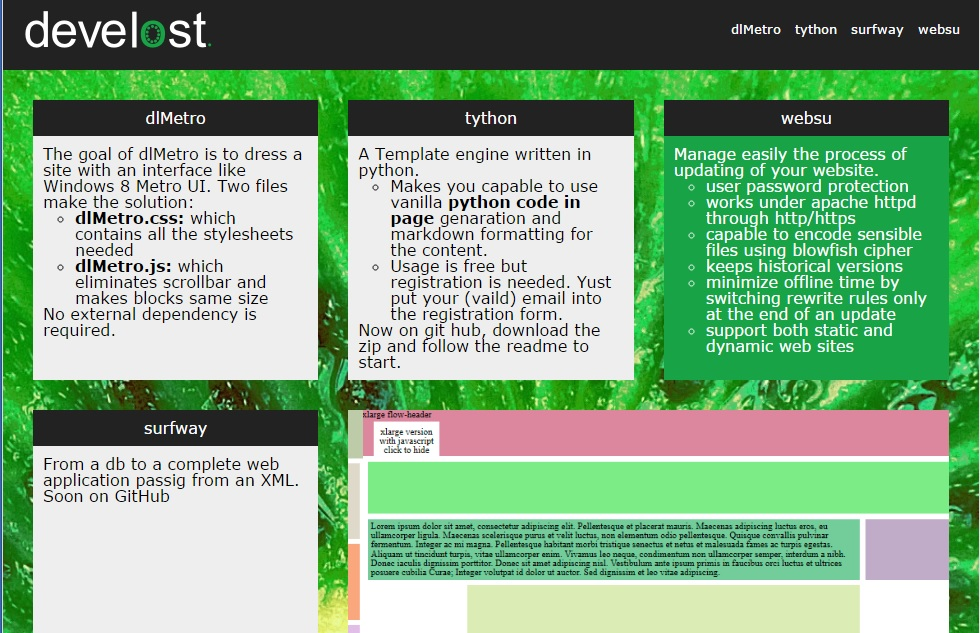 develost.
dlMetro tython surfway websu
dlMetro
The goal of dlMetro is to dress a
site with an interface like
Windows 8 Metro UI. Two files
make the solution:
dlMetro.css: which
contains all the stylesheets
needed
dlMetro.js: which
eliminates scrollbar and
makes blocks same size
No external dependency is
required.
tython
A Template engine written in
python.
Makes you capable to use
vanilla python code in
page genaration and
markdown formatting for
the content.
Usage is free but
registration is needed. Yust
put your (vaild) email into
the registration form.
Now on git hub, download the
zip and follow the readme to
start.
websu
Manage easily the process of
updating of your website.
user password protection
works under apache httpd
through http/https
capable to encode sensible
files using blowfish cipher
keeps historical versions
minimize offline time by
switching rewrite rules only
at the end of an update
support both static and
dynamic web sites
surfway
From a db to a complete web
application passig from an XML.
Soon on GitHub
xlarge flow-header
xlarge version
with javascript
click to hide
Lorem ipsum dolor sit amet, consectetur adipiscing elit. Pellentesque et placerat mauris. Maecenas adipiscing luctus eros, eu
ullamcorper ligula. Maecenas scelerisque purus et velit luctus, non elementum odio pellentesque. Quisque convallis pulvinar
fermentum. Integer ac mi magna. Pellentesque habitant morbi tristique senectus et netus et malesuada fames ac turpis egestas.
Aliquam ut tincidunt turpis, vitae ullamcorper enim. Vivamus leo neque, condimentum non ullamcorper semper, interdum a nibh.
Donec iaculis dignissim porttitor. Donec sit amet adipiscing nisl. Vestibulum ante ipsum primis in faucibus orci luctus et ultrices
posuere cubilia Curae; Integer volutpat id dolor ut auctor. Sed dignissim et leo vitae adipiscing.